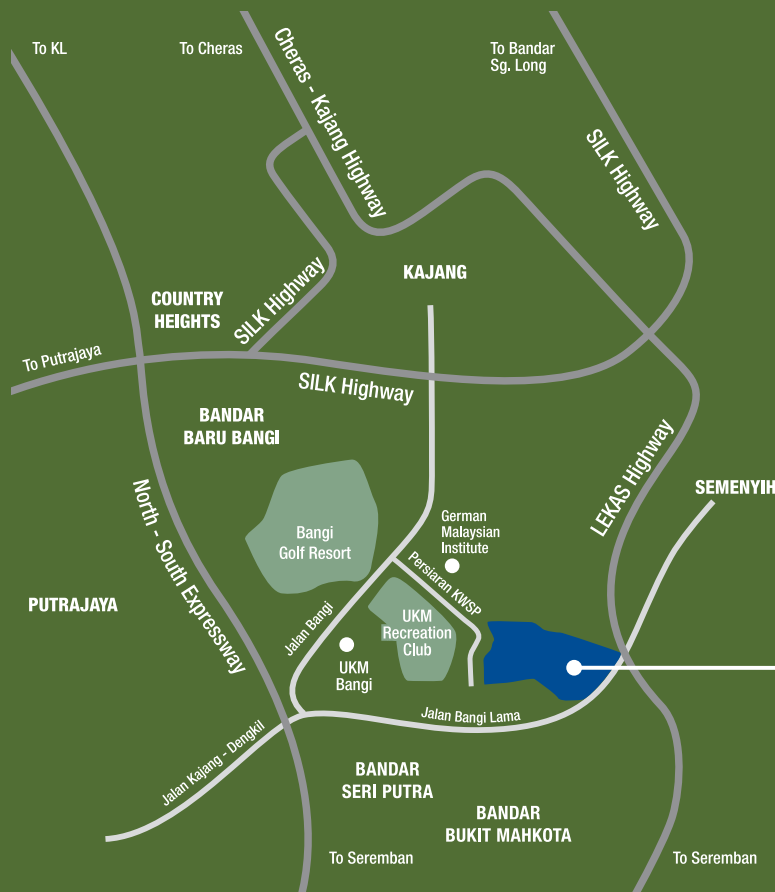 To KL
To Cheras
To Bandar
Sg. Long
Cheras - Kajang Highway
SILK Highway
KAJANG
COUNTRY
HEIGHTS
SILK Highway
To Putrajaya
SILK Highway
BANDAR
BARU BANGI
LEKAS Highway
SEMENYIH
North - South Expressway
Bangi
Golf Resort
German
Malaysian
Institute
Persiaran KWSP
PUTRAJAYA
Jalan Bangi
UKM
Recreation
Club
UKM
Bangi
Jalan Bangi Lama
Jalan Kajang - Dengkil
BANDAR
SERI PUTRA
BANDAR
BUKIT MAHKOTA
To Seremban
To Seremban